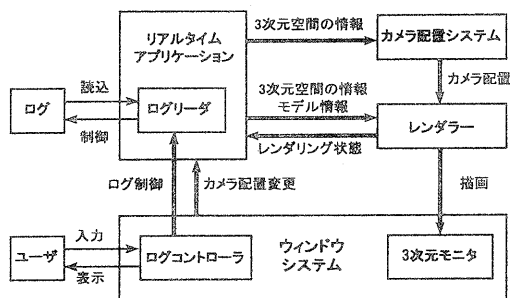 リアルタイム
アプリケーション
3次元空間の情報
カメラ配置システム
カメラ配置
ログ
読込
制御
ログリーダ
3次元空間の情報
モデル情報
レンダリング状態
レンダラー
ログ制御
カメラ配置変更
描画
ユーザ
入力
表示
ログコントローラ
ウィンドウ
システム
3次元モニタ